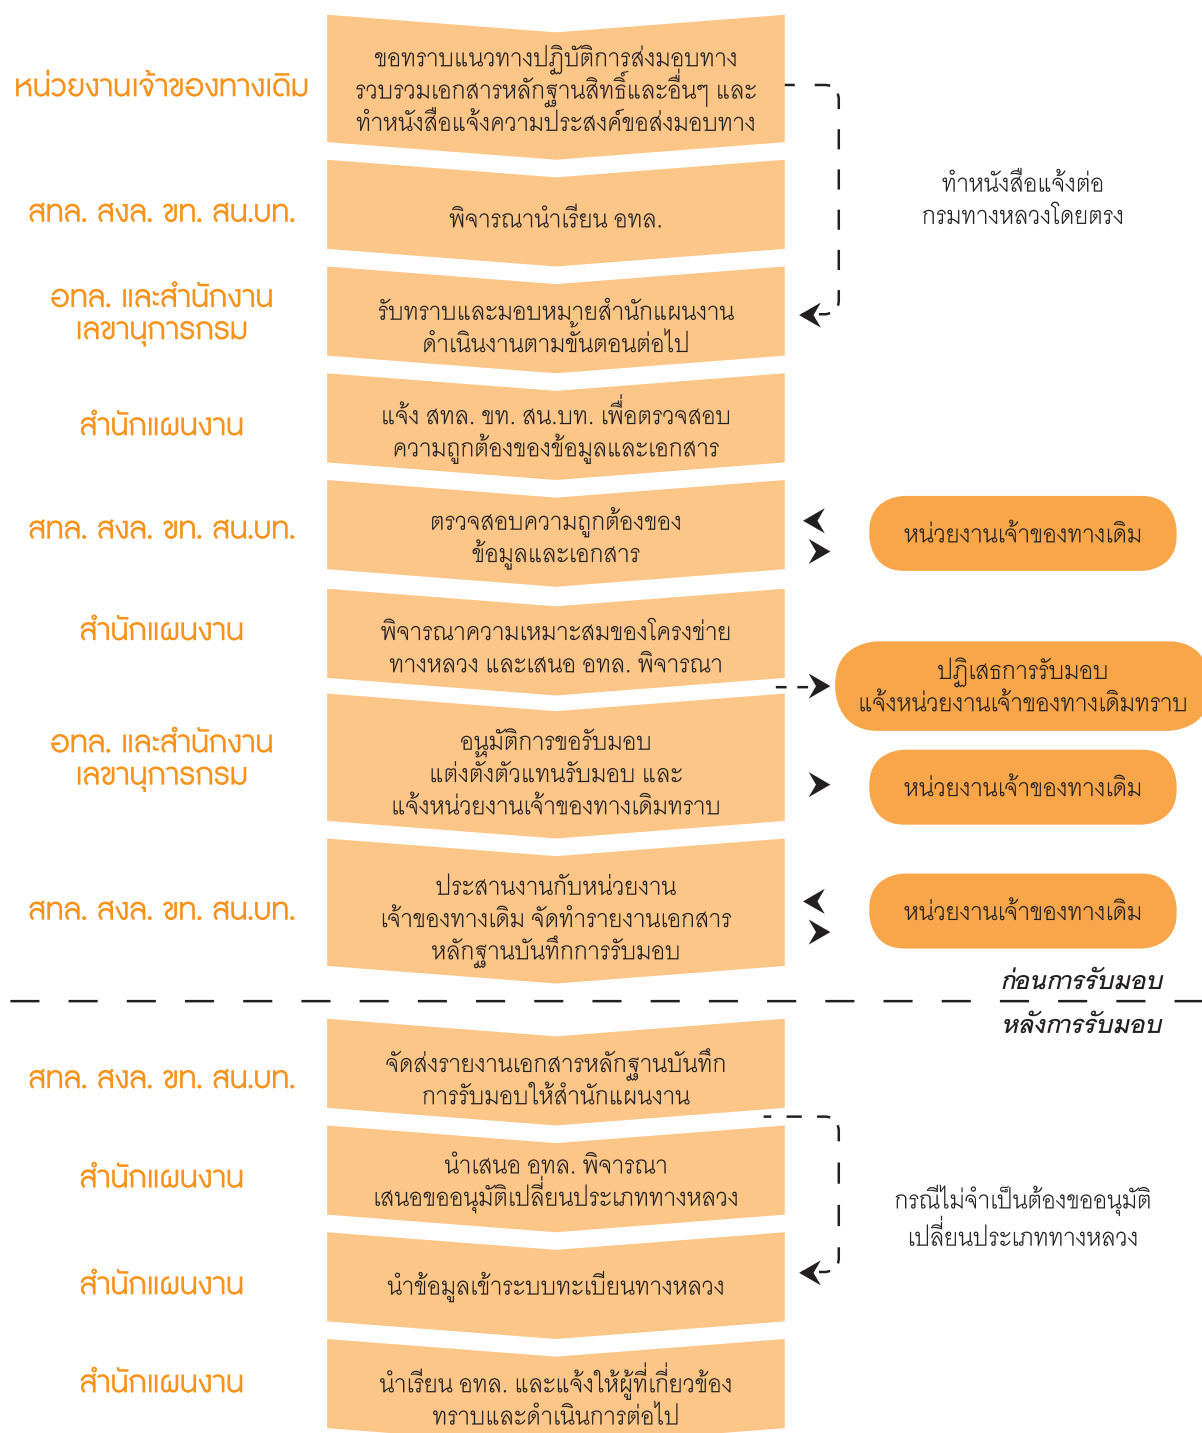 หน่วยงานเจ้าของทางเดิม
ขอทราบแนวทางปฏิบัติการส่งมอบทาง
รวบรวมเอกสารหลักฐานสิทธิ์และอื่นๆ และ
ทำหนังสือแจ้งความประสงค์ขอส่งมอบทาง
ทำหนังสือแจ้งต่อ
กรมทางหลวงโดยตรง
สทล. สงล. ขท. สน.บท.
พิจารณานำเรียน อทล.
อทล. และสำนักงาน
เลขานุการกรม
รับทราบและมอบหมายสำนักแผนงาน
ดำเนินงานตามขั้นตอนต่อไป
สำนักแผนงาน
แจ้ง สทล. ขท. สน.บท. เพื่อตรวจสอบ
ความถูกต้องของข้อมูลและเอกสาร
สทล. สงล. ขท. สน.บท.
ตรวจสอบความถูกต้องของ
ข้อมูลและเอกสาร
หน่วยงานเจ้าของทางเดิม
สำนักแผนงาน
พิจารณาความเหมาะสมของโครงข่าย
ทางหลวง และเสนอ อทล. พิจารณา
ปฏิเสธการรับมอบ
แจ้งหน่วยงานเจ้าของทางเดิมทราบ
อทล. และสำนักงาน
เลขานุการกรม
อนุมัติการขอรับมอบ
แต่งตั้งตัวแทนรับมอบ และ
แจ้งหน่วยงานเจ้าของทางเดิมทราบ
หน่วยงานเจ้าของทางเดิม
สทล. สงล. ขท. สน.บท.
ประสานงานกับหน่วยงาน
เจ้าของทางเดิม จัดทำรายงานเอกสาร
หลักฐานบันทึกการรับมอบ
หน่วยงานเจ้าของทางเดิม
ก่อนการรับมอบ
หลังการรับมอบ
สทล. สงล. ขท. สน.บท.
จัดส่งรายงานเอกสารหลักฐานบันทึก
การรับมอบให้สำนักแผนงาน
สำนักแผนงาน
นำเสนอ อทล. พิจารณา
เสนอขออนุมัติเปลี่ยนประเภททางหลวง
กรณีไม่จำเป็นต้องขออนุมัติ
เปลี่ยนประเภททางหลวง
สำนักแผนงาน
นำข้อมูลเข้าระบบทะเบียนทางหลวง
สำนักแผนงาน
นำเรียน อทล. และแจ้งให้ผู้ที่เกี่ยวข้อง
ทราบและดำเนินการต่อไป